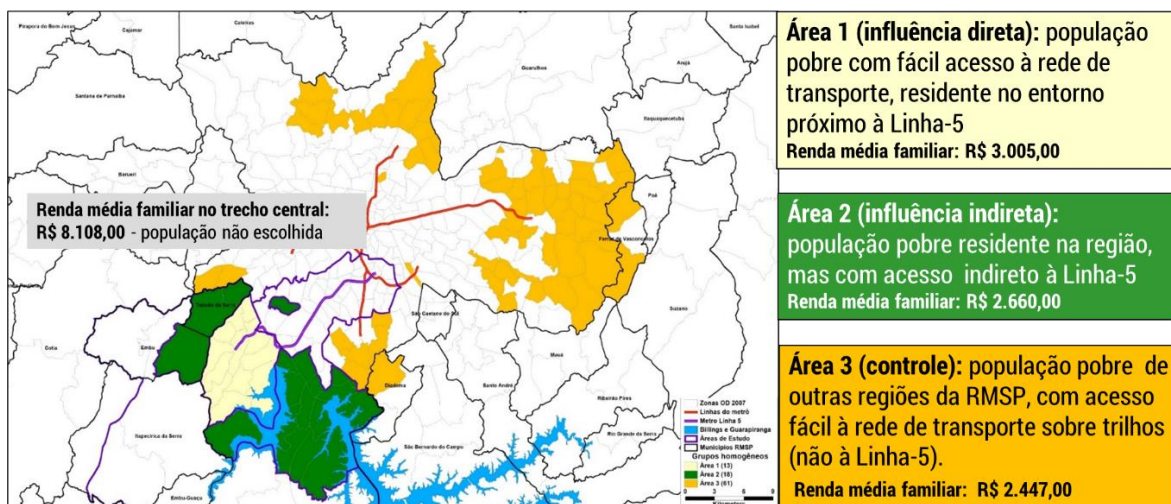 Pirapora do Bom Jesus
Cajamar
Caieiras
Santa Isabel
Guarulhos
Arujá
Santana de Parnaíba
Itaquaquecetuba
Barueri
Poá
Ferraz de Vasconcelos
Renda média familiar no trecho central:
R$ 8.108,00 - população não escolhida
São Caetano do Sul
Suzano
Taboão da Serra
Cotia
Embu
Mauá
Diadema
Santo André
Ribeirão Pires
Itapecerica da Serra
São Bernardo do Campo
Rio Grande da Serra
Embu-Guaçu
Zonas OD 2007
Linhas do metrô
Metro Linha 5
Billings e Guarapiranga
Áreas de Estudo
Municípios RMSP
Grupos homogêneos
Área 1 (13)
Área 2 (18)
Área 3 (61)
Área 1 (influência direta): população
pobre com fácil acesso à rede de
transporte, residente no entorno
próximo à Linha-5
Renda média familiar: R$ 3.005,00
Área 2 (influência indireta):
população pobre residente na região,
mas com acesso indireto à Linha-5
Renda média familiar: R$ 2.660,00
Área 3 (controle): população pobre de
outras regiões da RMSP, com acesso
fácil à rede de transporte sobre trilhos
(não à Linha-5).
Renda média familiar: R$ 2.447,00